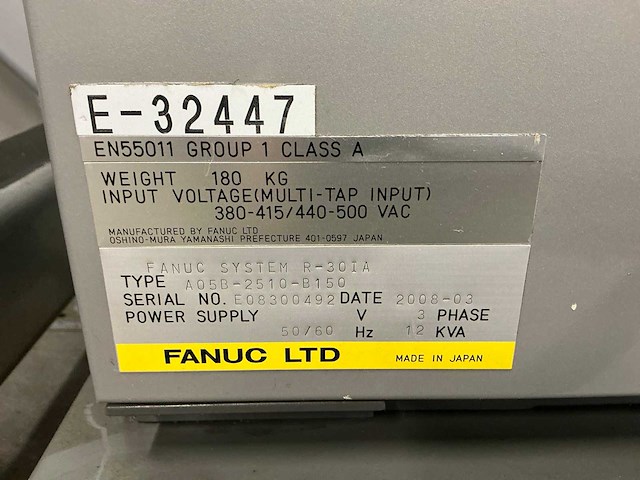 E-32447
EN55011 GROUP 1 CLASS A
WEIGHT 180 KG
INPUT VOLTAGE(MULTI-TAP INPUT)
380-415/440-500 VAC
MANUFACTURED BY FANUC LTD
OSHINO-MURA YAMANASHI PREFECTURE 401-0597 JAPAN
FANUC SYSTEM R-30IA
TYPE A05B-2510-B150
SERIAL NO. E08300492 DATE 2008-03
POWER SUPPLY V 3 PHASE
50/60 Hz 12 KVA
FANUC LTD MADE IN JAPAN